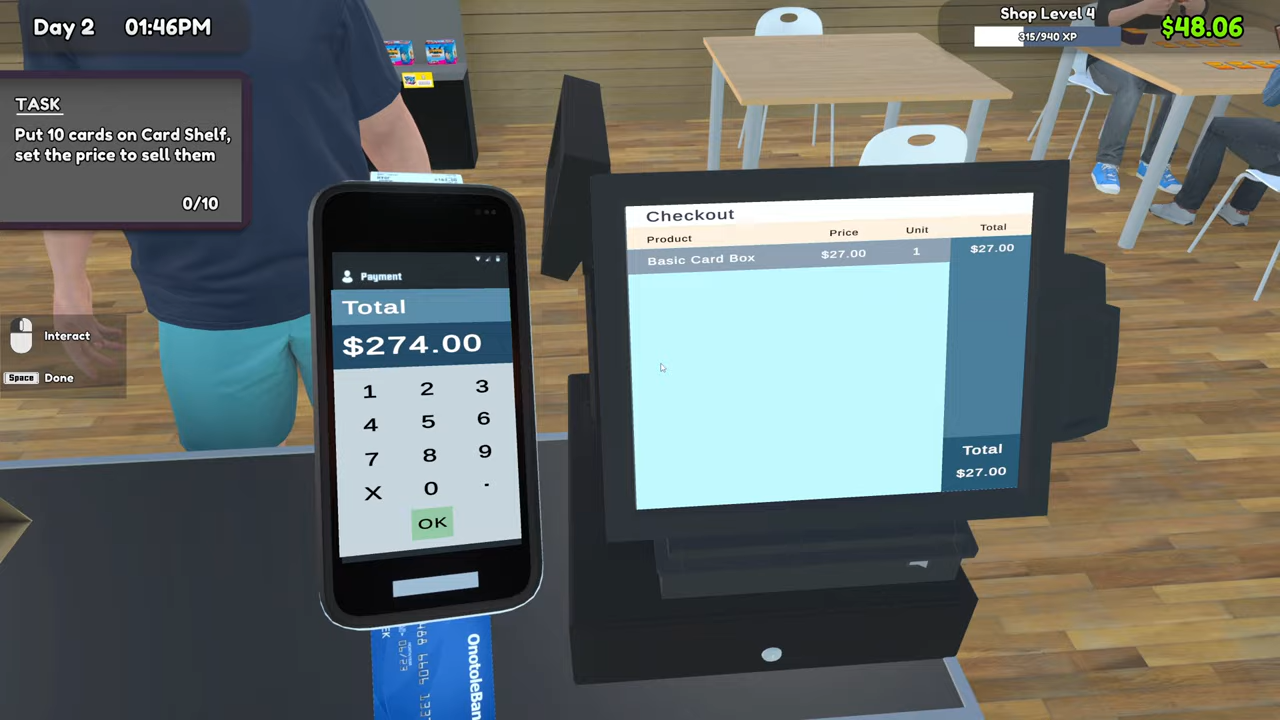 Day 2 01:46PM
Shop Level 4
315/940 XP
$48.06
TASK
Put 10 cards on Card Shelf,
set the price to sell them
0/10
Interact
Space Done
Payment
Total
$274.00
1 2 3
4 5 6
7 8 9
X 0 .
OK
Checkout
Product Price Unit Total
Basic Card Box $27.00 1 $27.00
Total
$27.00
OnotoleBan